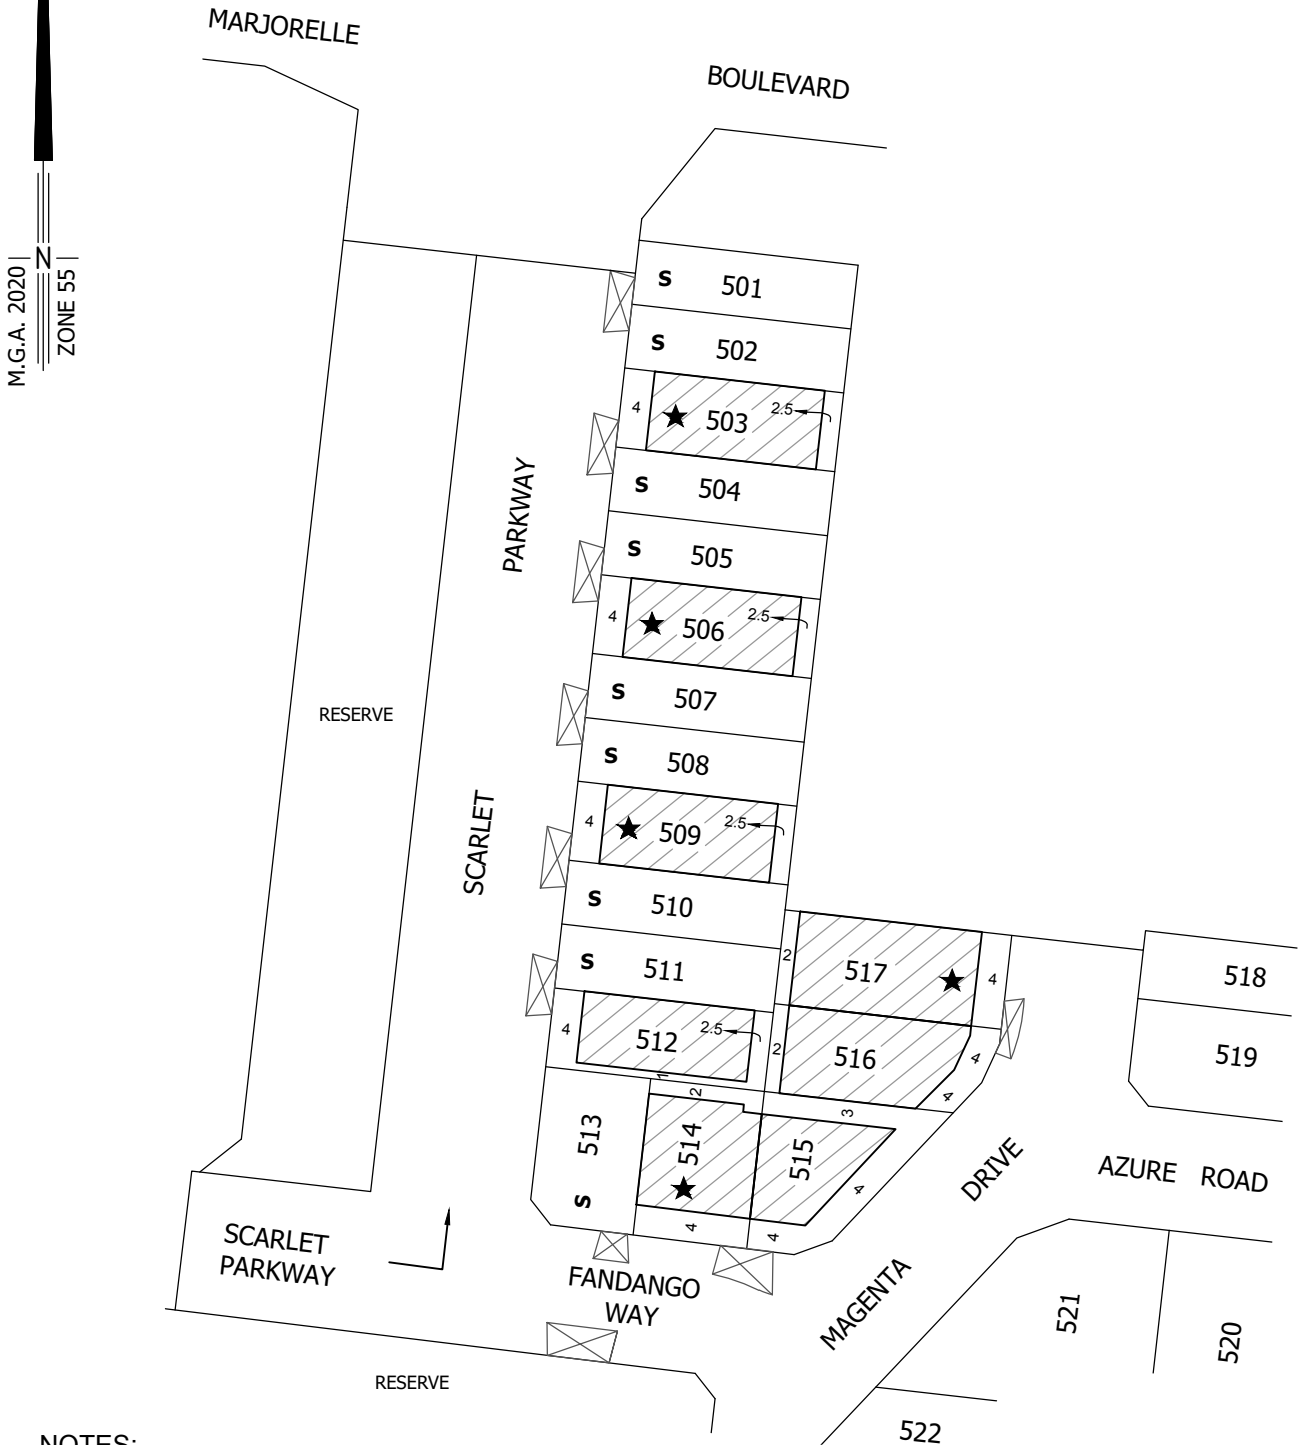 MARJORELLE
BOULEVARD
N
M.G.A. 2020
ZONE 55
S 501
S 502
4 503 2.5
S 504
S 505
PARKWAY
4 506 2.5
S 507
RESERVE
S 508
4 509 2.5
SCARLET
S 510
S 511
2 517 4
518
4 512 2.5
1
2 516 4
4
519
513
S
2
514
4
3
515
4
4
DRIVE
AZURE ROAD
SCARLET
PARKWAY
FANDANGO
WAY
MAGENTA
521
520
RESERVE
522
NOTES: